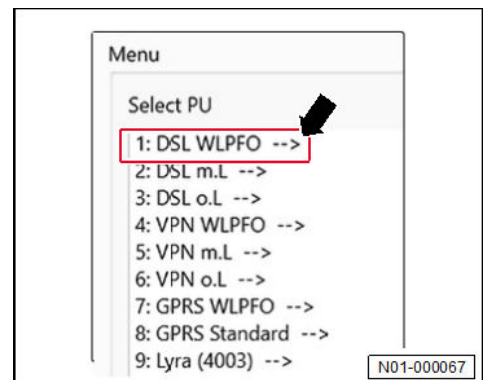 Menu
Select PU
1: DSL WLPFO -->
2: DSL m.L -->
3: DSL o.L -->
4: VPN WLPFO -->
5: VPN m.L -->
6: VPN o.L -->
7: GPRS WLPFO -->
8: GPRS Standard -->
9: Lyra (4003) -->
N01-000067